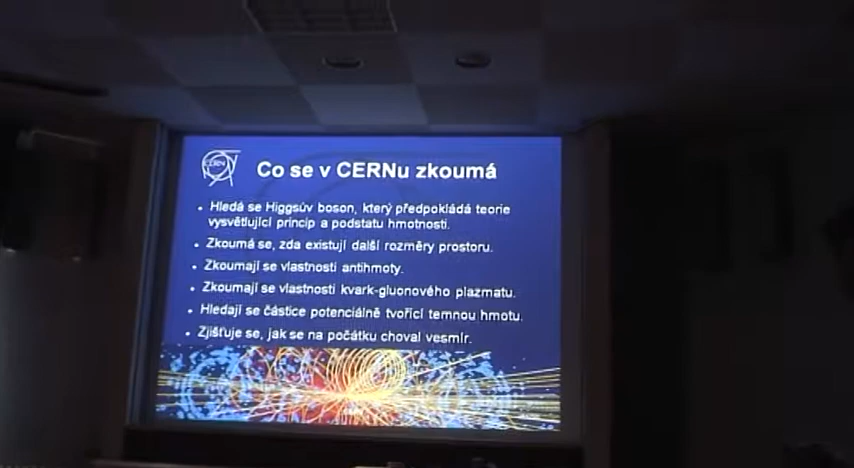 CERN
Co se v CERNu zkoumá
• Hledá se Higgsův boson, který předpokládá teorie
vysvětlující princip a podstatu hmotnosti.
• Zkoumá se, zda existují další rozměry prostoru.
• Zkoumají se vlastnosti antihmoty.
• Zkoumají se vlastnosti kvark-gluonového plazmatu.
• Hledají se částice potenciálně tvořící temnou hmotu.
• Zjišťuje se, jak se na počátku choval vesmír.